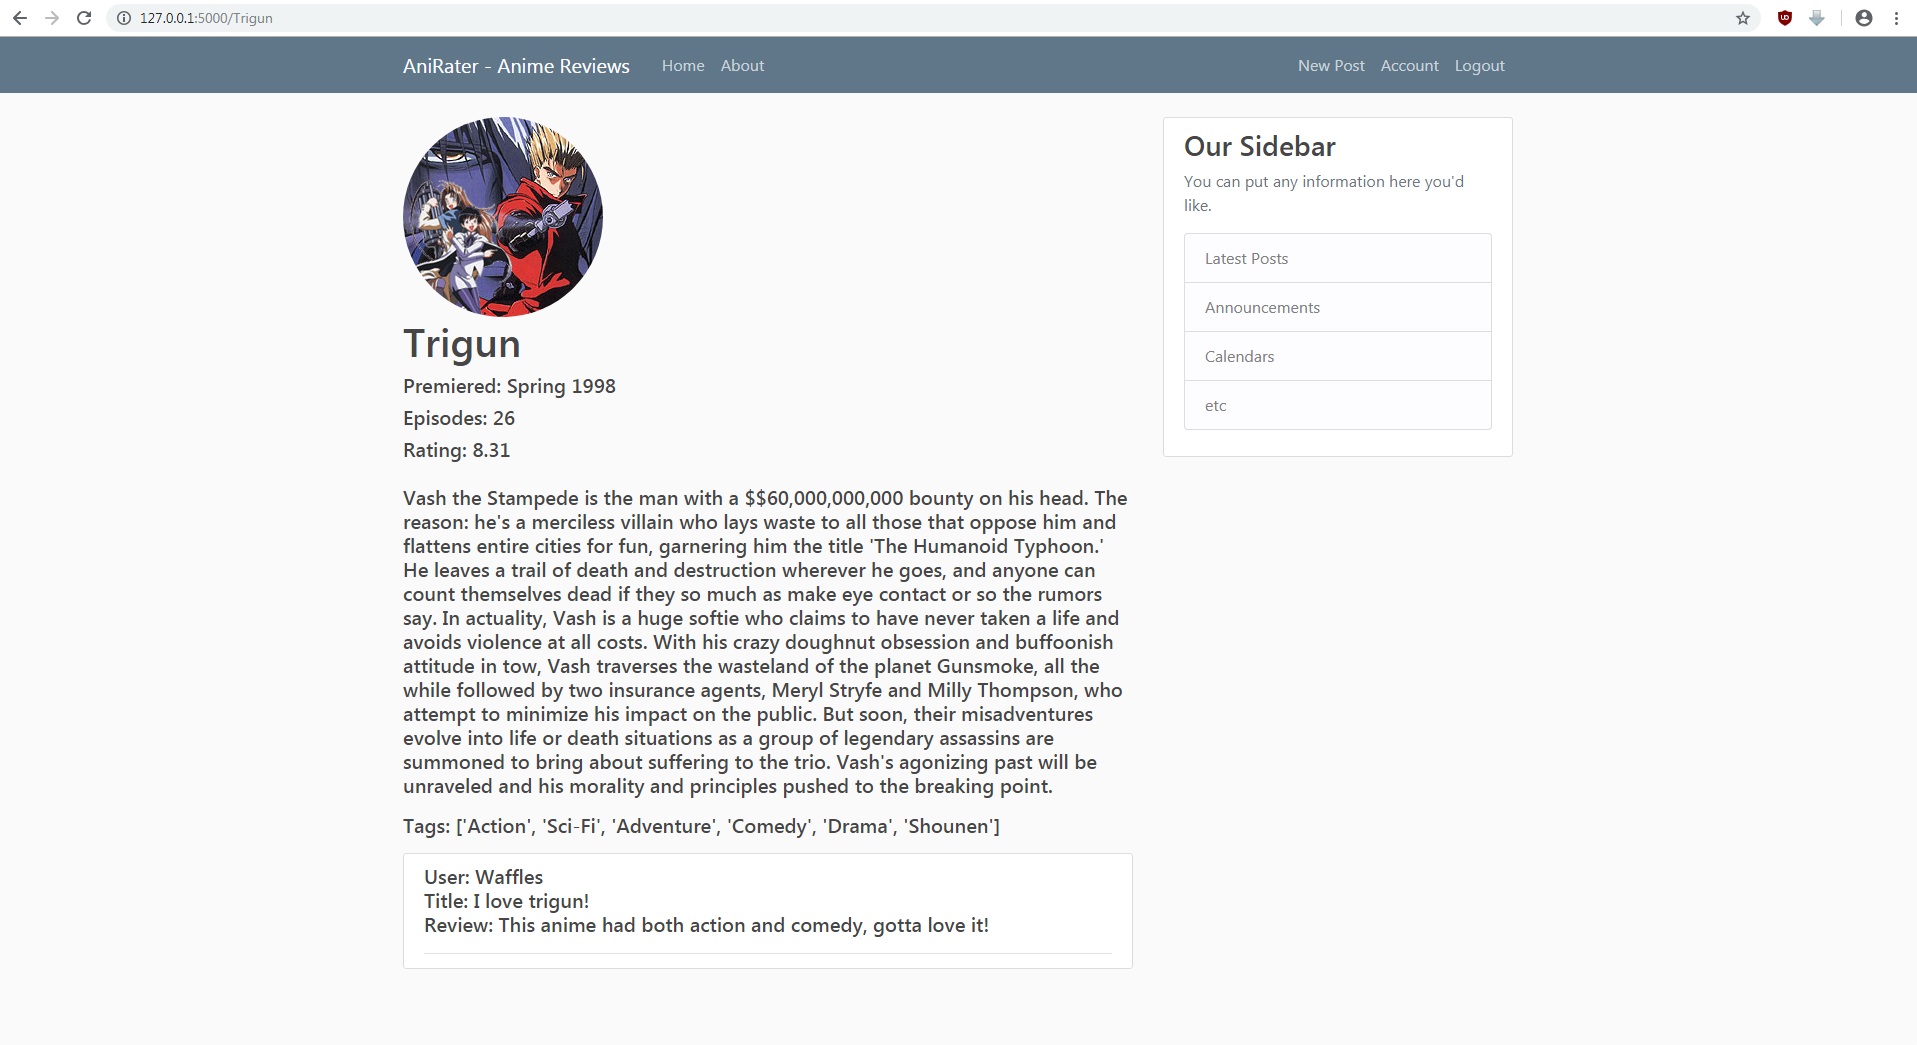 127.0.0.1:5000/Trigun
AniRater - Anime Reviews
Home
About
New Post
Account
Logout
Trigun
Premiered: Spring 1998
Episodes: 26
Rating: 8.31
Vash the Stampede is the man with a $$60,000,000,000 bounty on his head. The
reason: he's a merciless villain who lays waste to all those that oppose him and
flattens entire cities for fun, garnering him the title 'The Humanoid Typhoon.'
He leaves a trail of death and destruction wherever he goes, and anyone can
count themselves dead if they so much as make eye contact or so the rumors
say. In actuality, Vash is a huge softie who claims to have never taken a life and
avoids violence at all costs. With his crazy doughnut obsession and buffoonish
attitude in tow, Vash traverses the wasteland of the planet Gunsmoke, all the
while followed by two insurance agents, Meryl Stryfe and Milly Thompson, who
attempt to minimize his impact on the public. But soon, their misadventures
evolve into life or death situations as a group of legendary assassins are
summoned to bring about suffering to the trio. Vash's agonizing past will be
unraveled and his morality and principles pushed to the breaking point.
Tags: ['Action', 'Sci-Fi', 'Adventure', 'Comedy', 'Drama', 'Shounen']
User: Waffles
Title: I love trigun!
Review: This anime had both action and comedy, gotta love it!
Our Sidebar
You can put any information here you'd
like.
Latest Posts
Announcements
Calendars
etc